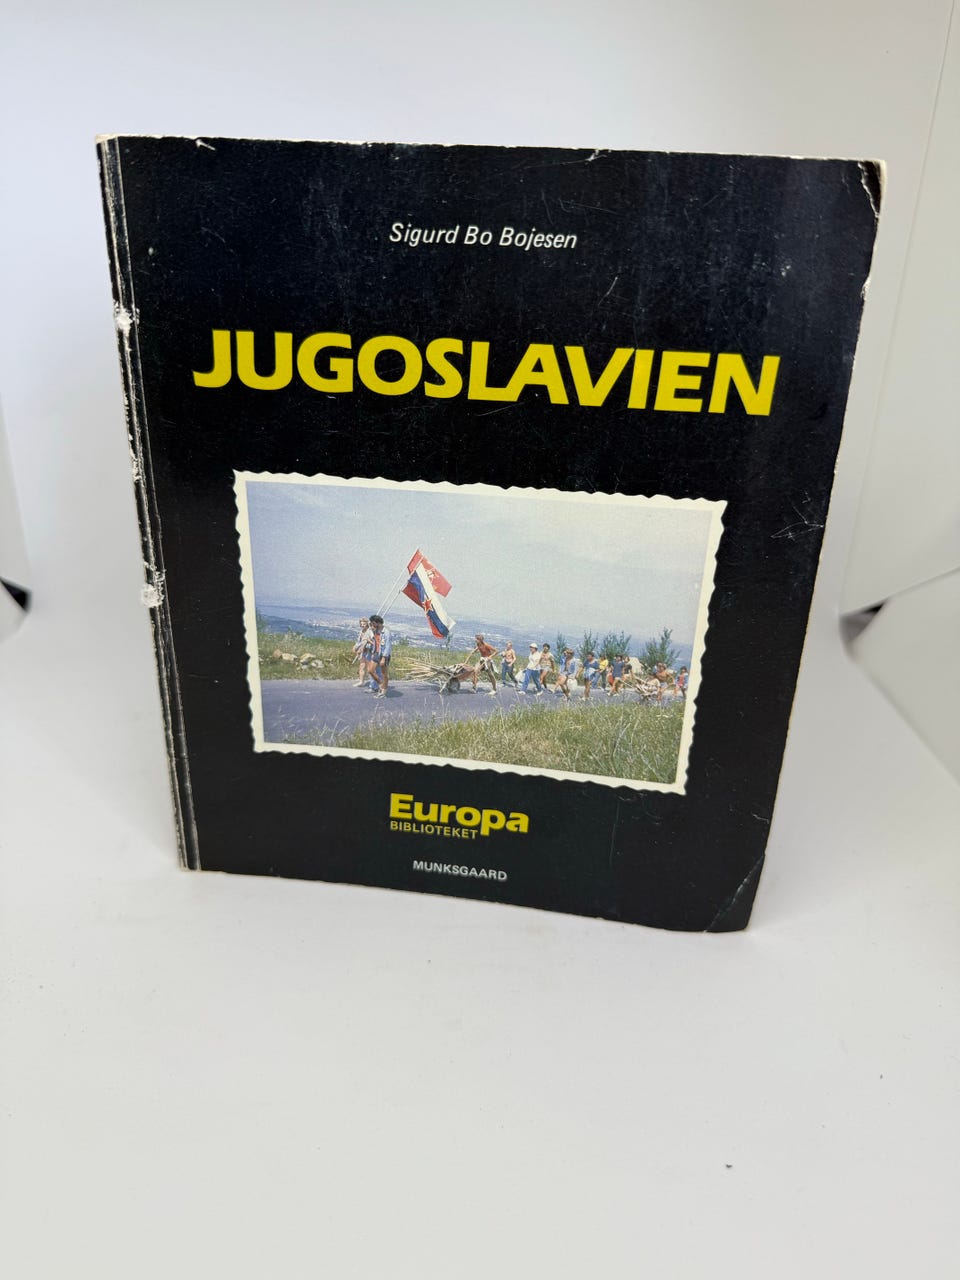 Sigurd Bo Bojesen
JUGOSLAVIEN
Europa
BIBLIOTEKET
MUNKSGAARD